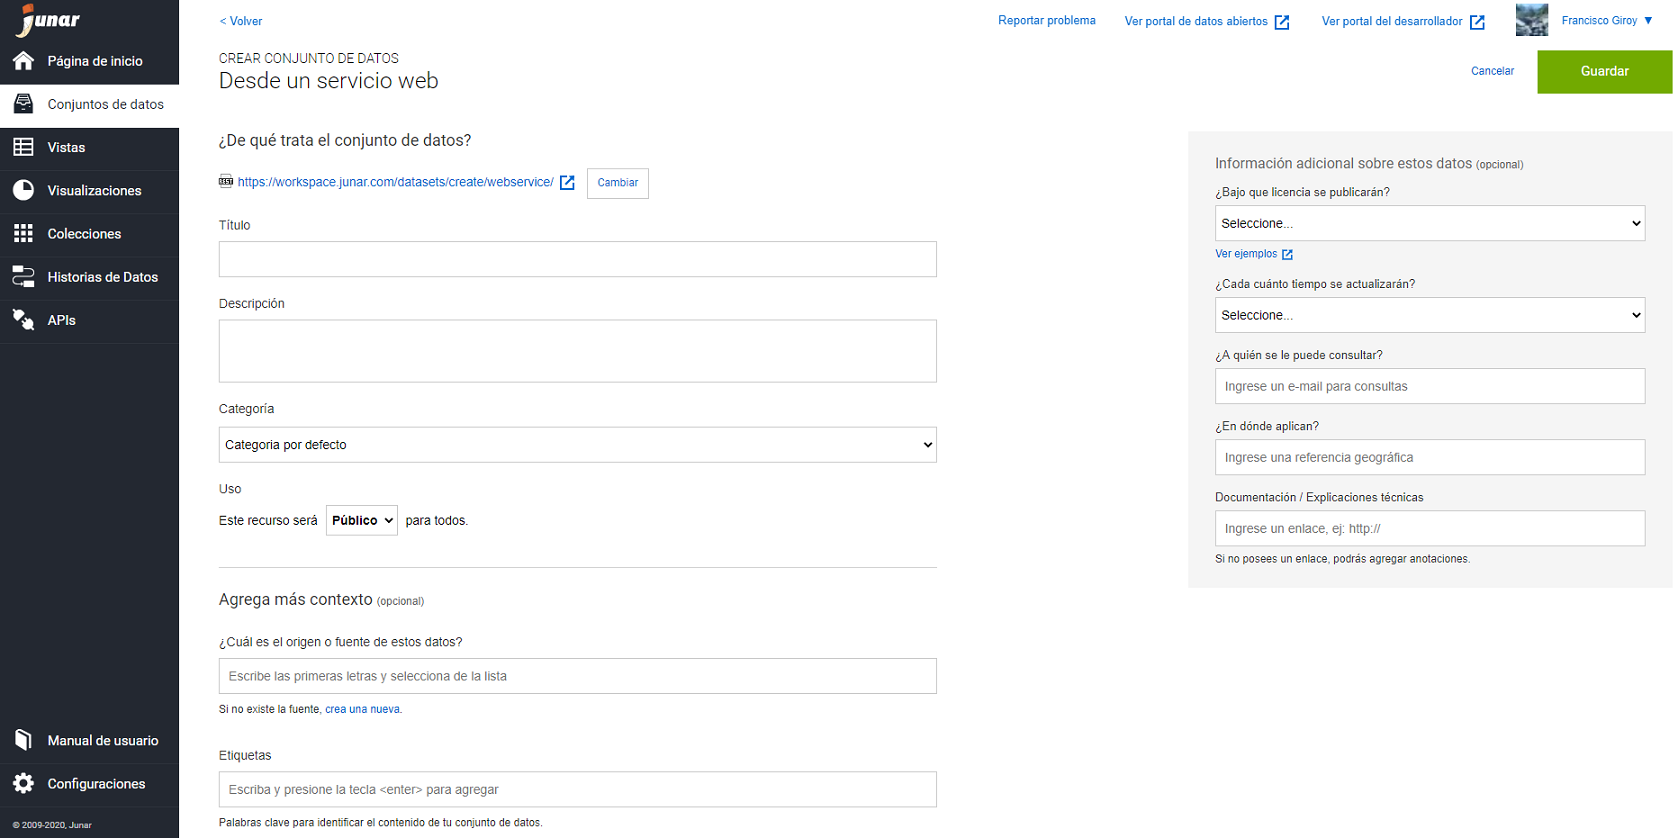 junar
Página de inicio
Conjuntos de datos
Vistas
Visualizaciones
Colecciones
Historias de Datos
APIs
Manual de usuario
Configuraciones
© 2009-2020, Junar
< Volver
Reportar problema
Ver portal de datos abiertos
Ver portal del desarrollador
Francisco Giroy ▼
CREAR CONJUNTO DE DATOS
Desde un servicio web
Cancelar
Guardar
¿De qué trata el conjunto de datos?
REST https://workspace.junar.com/datasets/create/webservice/
Cambiar
Título
Descripción
Categoría
Categoria por defecto
Uso
Este recurso será Público para todos.
Agrega más contexto (opcional)
¿Cuál es el origen o fuente de estos datos?
Escribe las primeras letras y selecciona de la lista
Si no existe la fuente, crea una nueva.
Etiquetas
Escriba y presione la tecla <enter> para agregar
Palabras clave para identificar el contenido de tu conjunto de datos.
Información adicional sobre estos datos (opcional)
¿Bajo que licencia se publicarán?
Seleccione...
Ver ejemplos
¿Cada cuánto tiempo se actualizarán?
Seleccione...
¿A quién se le puede consultar?
Ingrese un e-mail para consultas
¿En dónde aplican?
Ingrese una referencia geográfica
Documentación / Explicaciones técnicas
Ingrese un enlace, ej: http://
Si no posees un enlace, podrás agregar anotaciones.